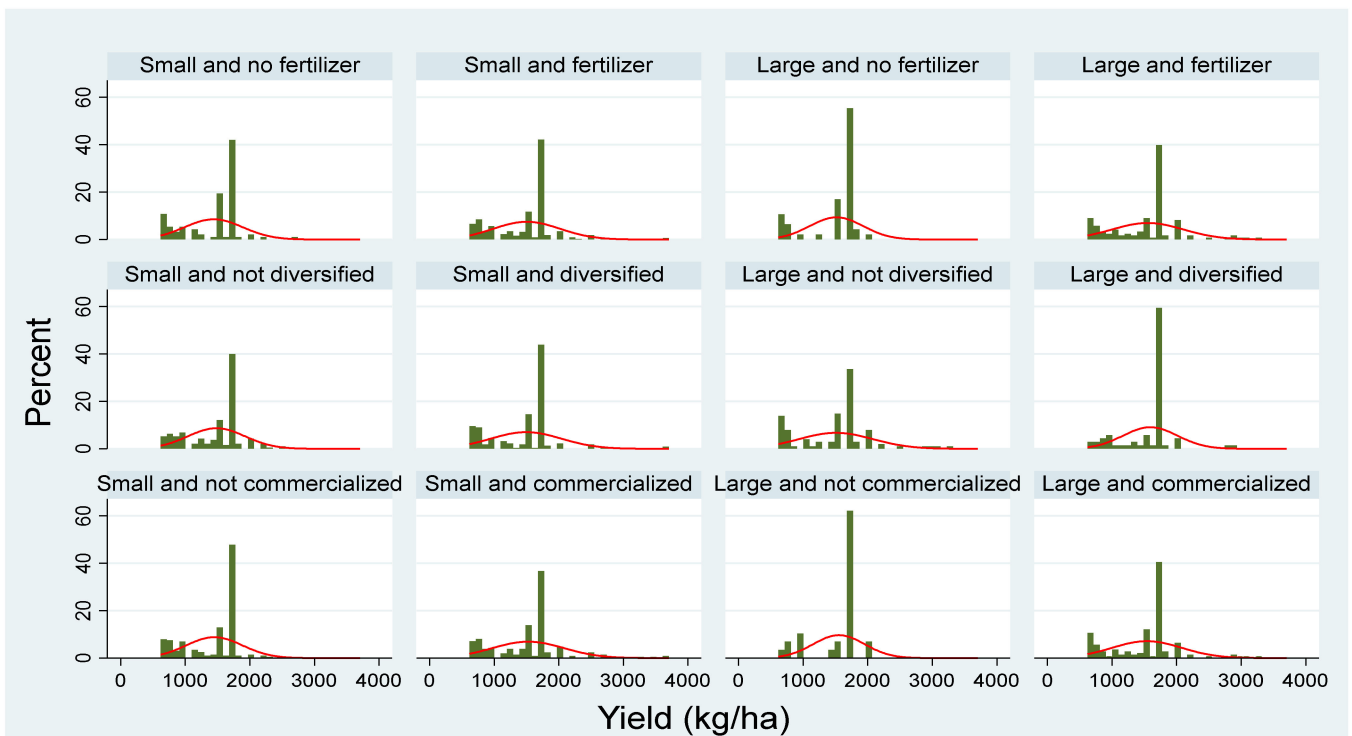 Small and no fertilizer
Small and fertilizer
Large and no fertilizer
Large and fertilizer
0 20 40 60
Small and not diversified
Small and diversified
Large and not diversified
Large and diversified
0 20 40 60
Small and not commercialized
Small and commercialized
Large and not commercialized
Large and commercialized
0 20 40 60
0 1000 2000 3000 4000
0 1000 2000 3000 4000
0 1000 2000 3000 4000
0 1000 2000 3000 4000
Percent
Yield (kg/ha)